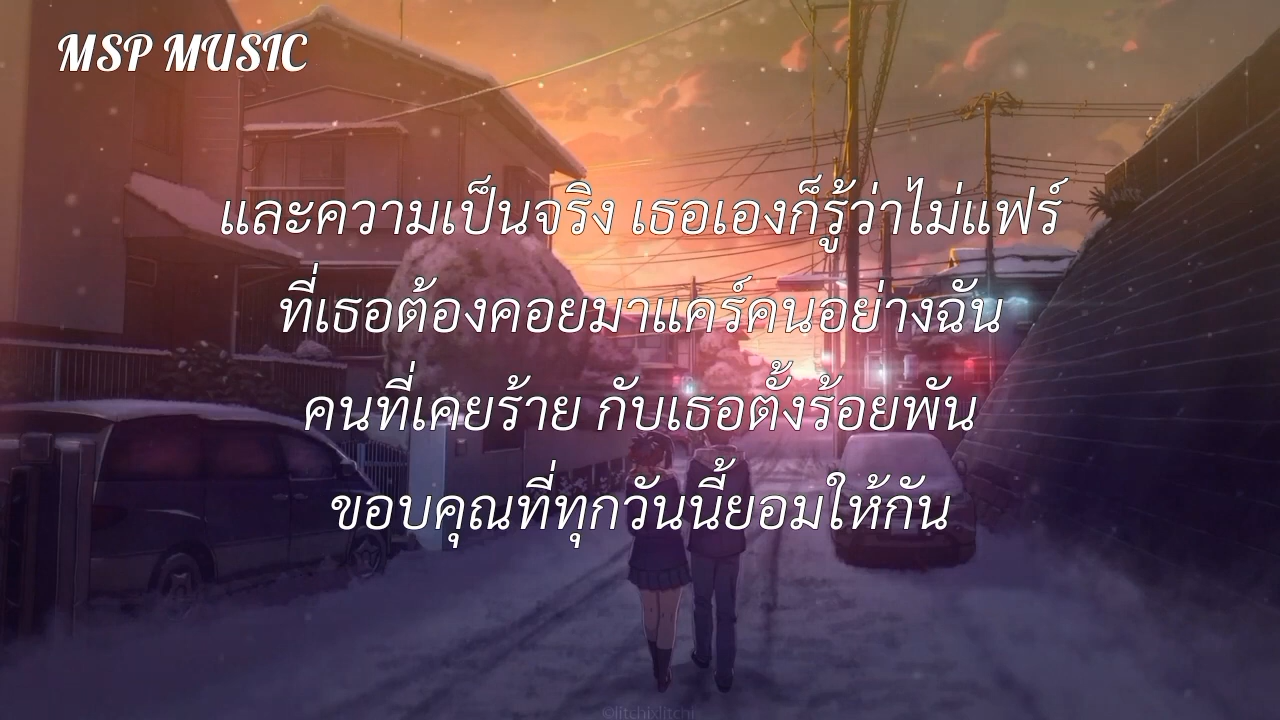 MSP MUSIC
และความเป็นจริง เธอเองก็รู้ว่าไม่แฟร์
ที่เธอต้องคอยมาแคร์คนอย่างฉัน
คนที่เคยร้าย กับเธอตั้งร้อยพัน
ขอบคุณที่ทุกวันนี้ยอมให้กัน
©litchixlitchi